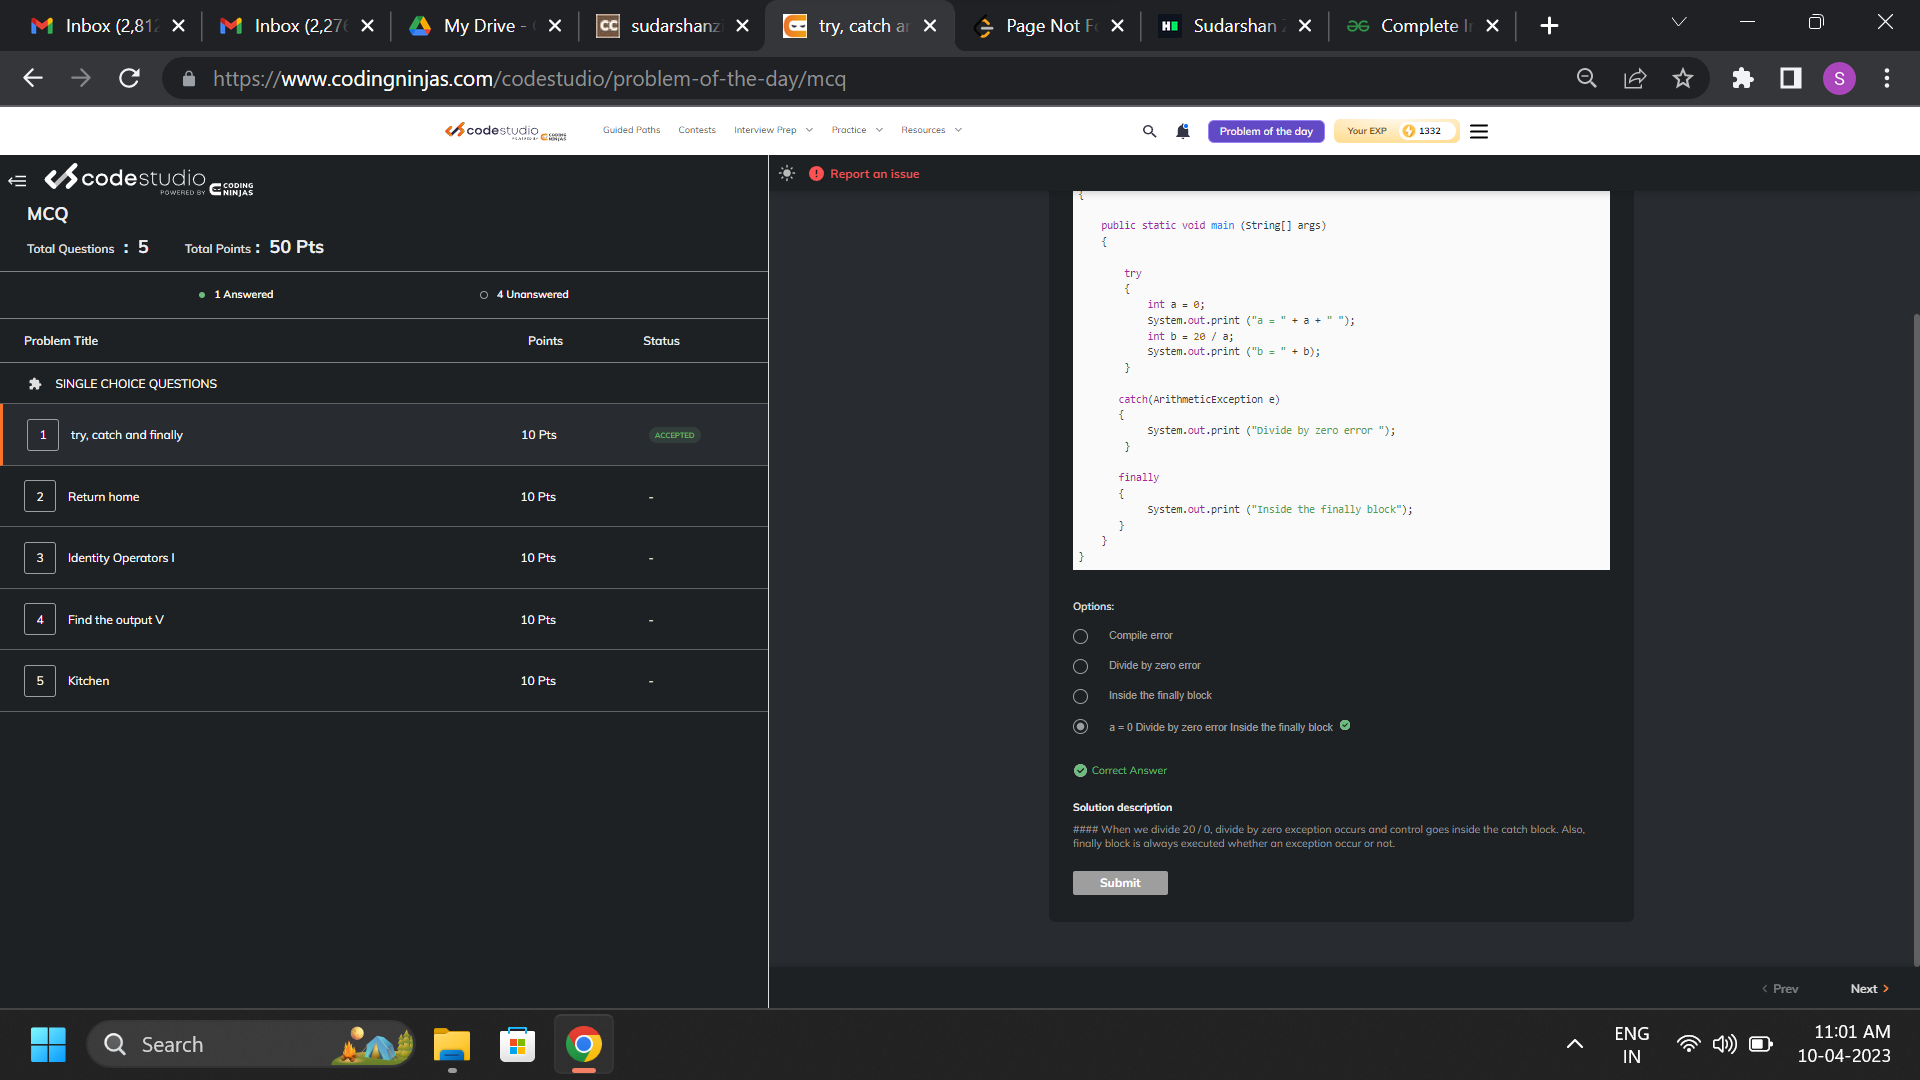 Inbox (2,812
Inbox (2,276
My Drive -
CC sudarshanz
try, catch an
Page Not F
Sudarshan
Complete I
https://www.codingninjas.com/codestudio/problem-of-the-day/mcq
S
codestudio
POWERED BY CODING NINJAS
Guided Paths
Contests
Interview Prep
Practice
Resources
Problem of the day
Your EXP 1332
codestudio
POWERED BY CODING NINJAS
Report an issue
MCQ
Total Questions : 5 Total Points : 50 Pts
1 Answered 4 Unanswered
Problem Title Points Status
SINGLE CHOICE QUESTIONS
1 try, catch and finally 10 Pts ACCEPTED
2 Return home 10 Pts -
3 Identity Operators I 10 Pts -
4 Find the output V 10 Pts -
5 Kitchen 10 Pts -
{
public static void main (String[] args)
{
try
{
int a = 0;
System.out.print ("a = " + a + " ");
int b = 20 / a;
System.out.print ("b = " + b);
}
catch(ArithmeticException e)
{
System.out.print ("Divide by zero error ");
}
finally
{
System.out.print ("Inside the finally block");
}
}
}
Options:
Compile error
Divide by zero error
Inside the finally block
a = 0 Divide by zero error Inside the finally block
Correct Answer
Solution description
#### When we divide 20 / 0, divide by zero exception occurs and control goes inside the catch block. Also,
finally block is always executed whether an exception occur or not.
Submit
Prev
Next
Search
ENG
IN
11:01 AM
10-04-2023